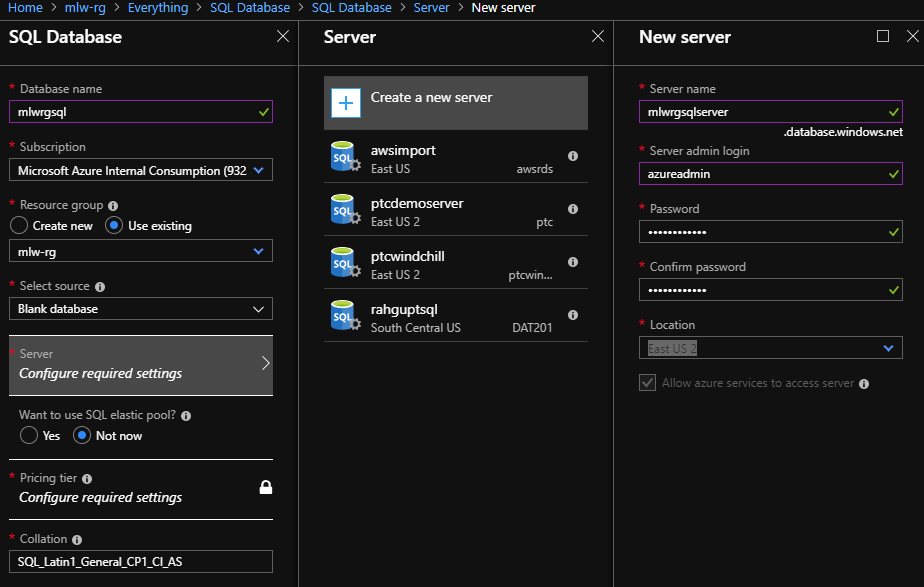 Home > mlw-rg > Everything > SQL Database > SQL Database > Server > New server
SQL Database
* Database name
mlwrgsql
* Subscription
Microsoft Azure Internal Consumption (932
* Resource group
Create new
Use existing
mlw-rg
* Select source
Blank database
* Server
Configure required settings
Want to use SQL elastic pool?
Yes
Not now
* Pricing tier
Configure required settings
* Collation
SQL_Latin1_General_CP1_CI_AS
Server
Create a new server
awsimport
East US awsrds
ptcdemoserver
East US 2 ptc
ptcwindchill
East US 2 ptcwin...
rahguptsql
South Central US DAT201
New server
* Server name
mlwrgsqlserver
.database.windows.net
* Server admin login
azureadmin
* Password
••••••••••••
* Confirm password
••••••••••••
* Location
East US 2
Allow azure services to access server